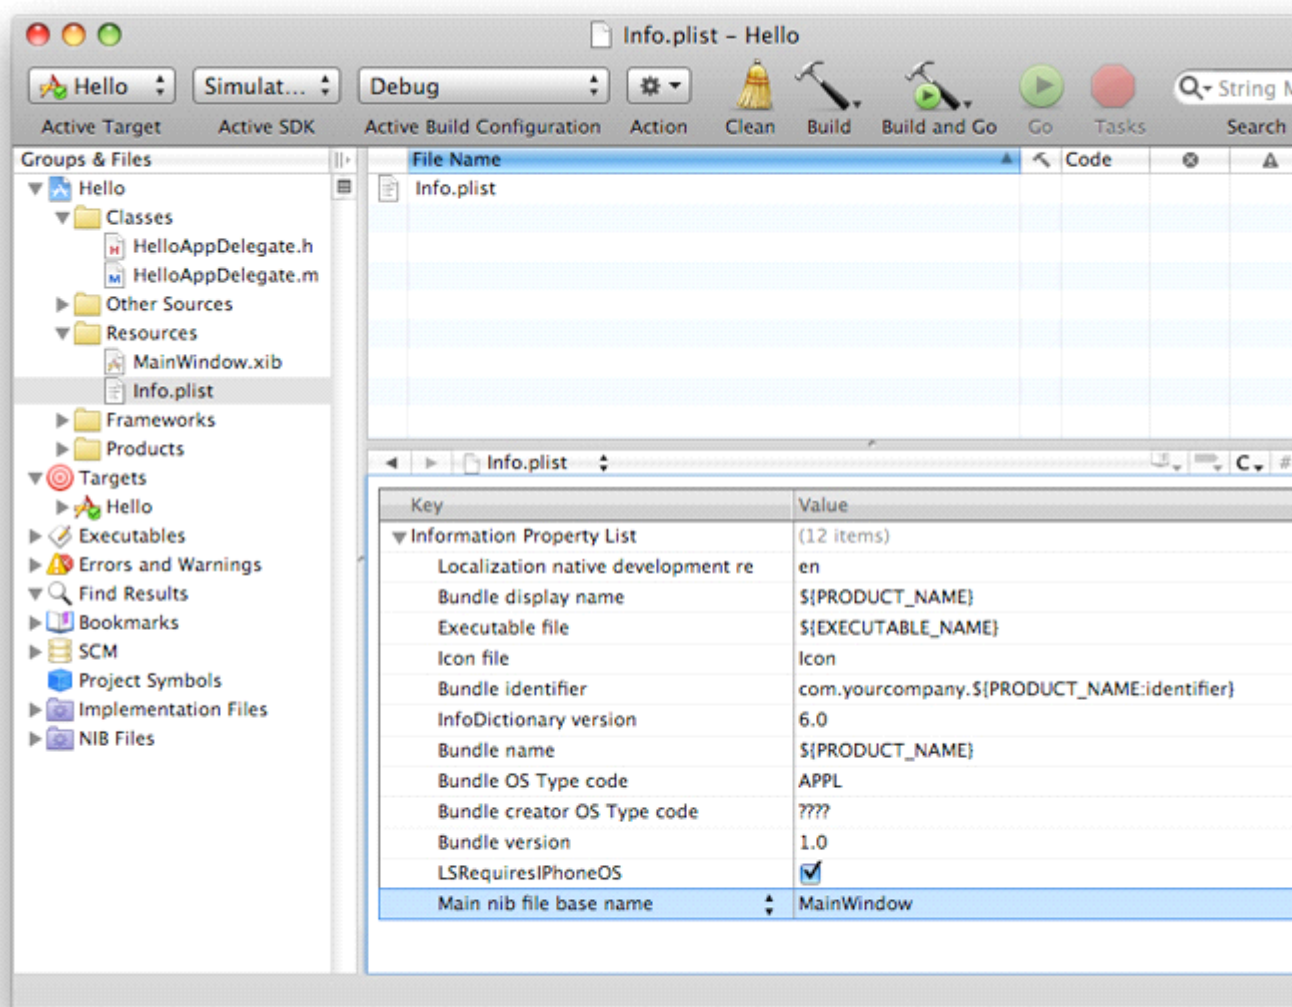 Info.plist – Hello
Hello Simulat... Debug String M
Active Target Active SDK Active Build Configuration Action Clean Build Build and Go Go Tasks Search
Groups & Files
Hello
Classes
HelloAppDelegate.h
HelloAppDelegate.m
Other Sources
Resources
MainWindow.xib
Info.plist
Frameworks
Products
Targets
Hello
Executables
Errors and Warnings
Find Results
Bookmarks
SCM
Project Symbols
Implementation Files
NIB Files
File Name Code
Info.plist
Info.plist C #
Key Value
Information Property List (12 items)
Localization native development re en
Bundle display name ${PRODUCT_NAME}
Executable file ${EXECUTABLE_NAME}
Icon file Icon
Bundle identifier com.yourcompany.${PRODUCT_NAME:identifier}
InfoDictionary version 6.0
Bundle name ${PRODUCT_NAME}
Bundle OS Type code APPL
Bundle creator OS Type code ????
Bundle version 1.0
LSRequiresIPhoneOS
Main nib file base name MainWindow